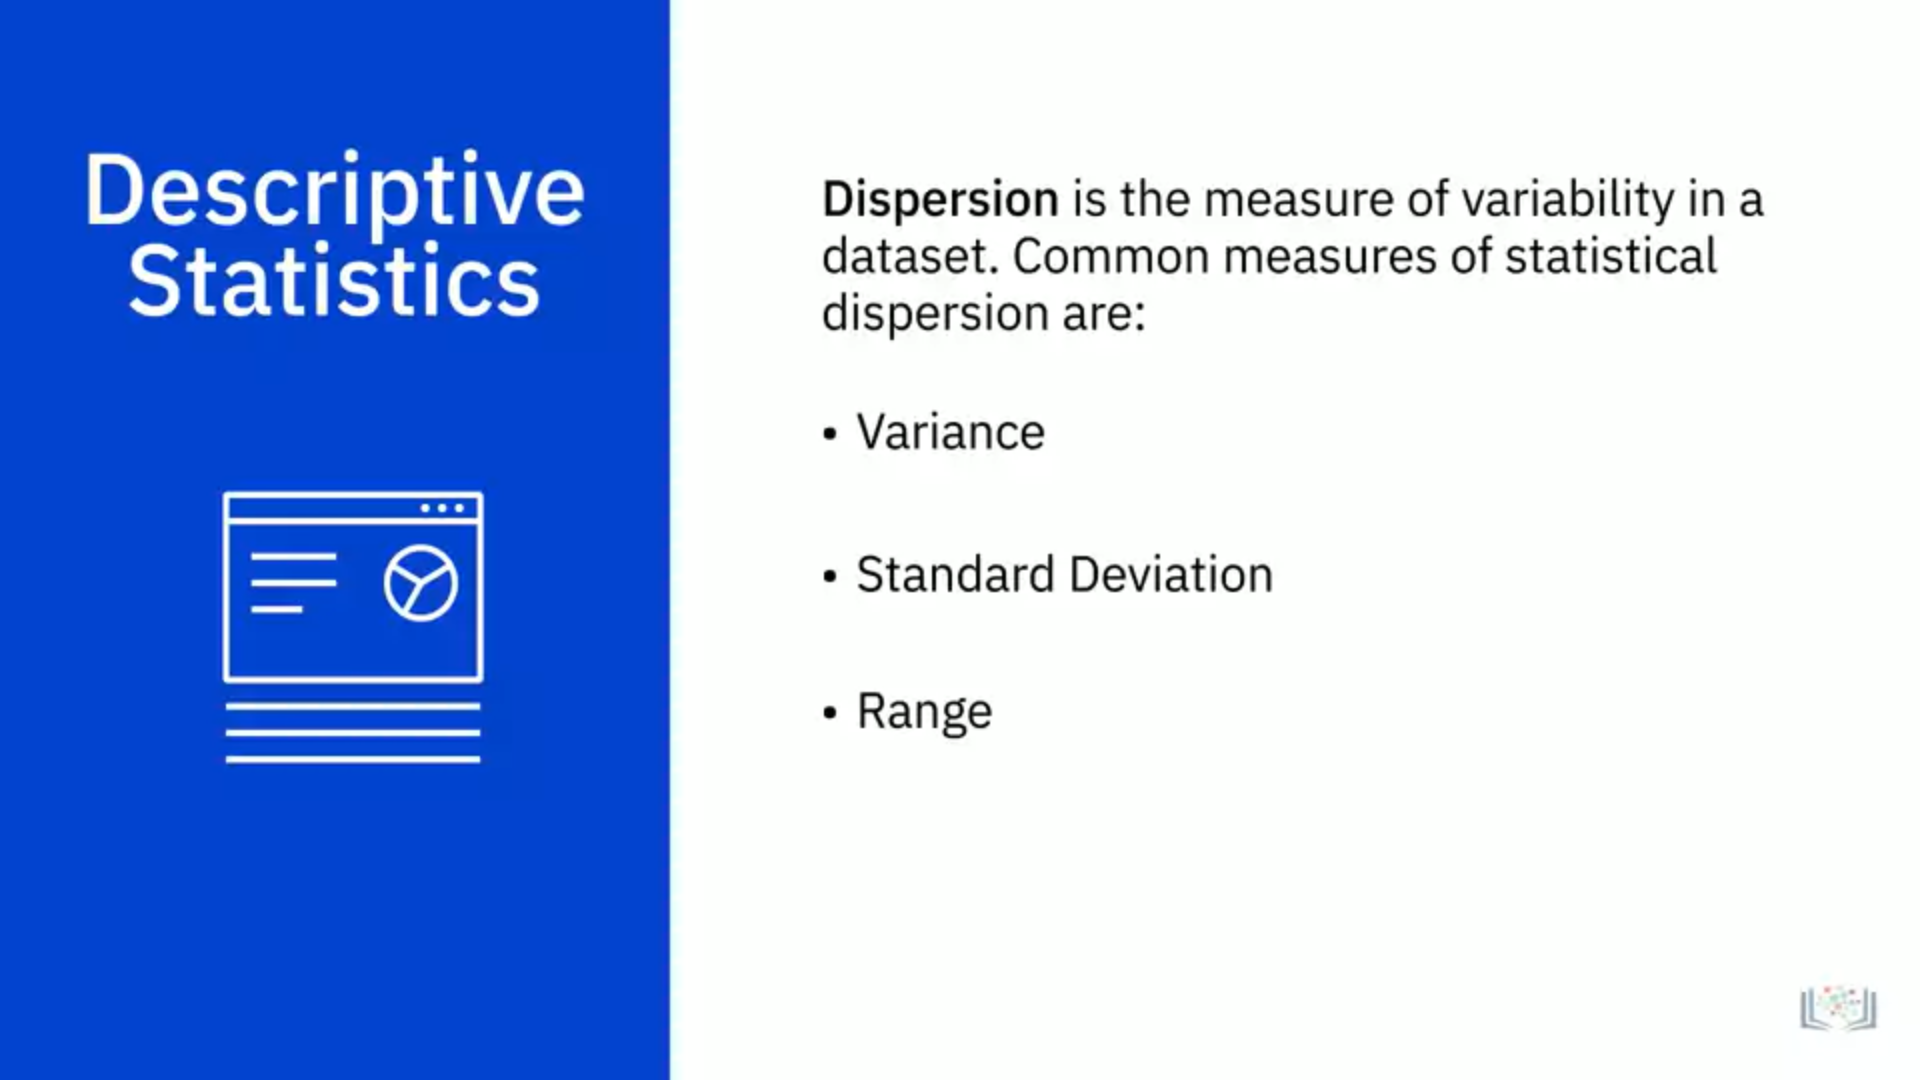 Descriptive
Statistics
Dispersion is the measure of variability in a
dataset. Common measures of statistical
dispersion are:
• Variance
• Standard Deviation
• Range